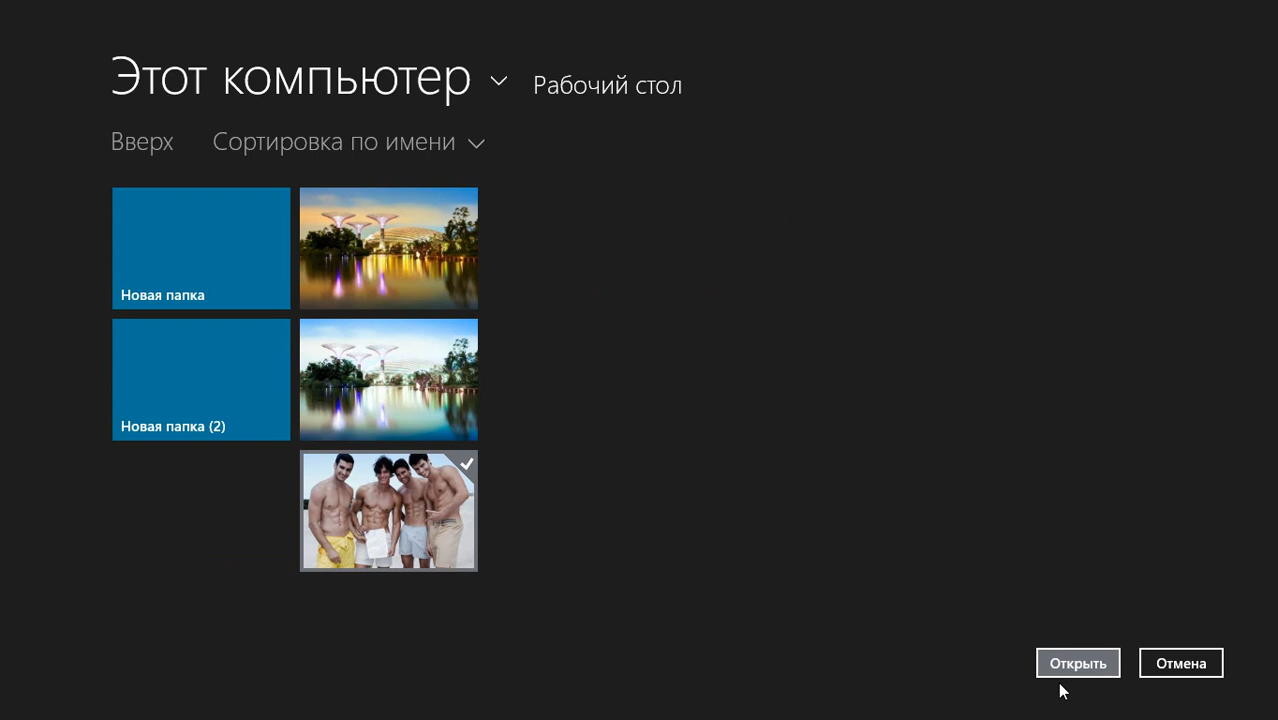 Этот компьютер Рабочий стол
Вверх Сортировка по имени
Новая папка
Новая папка (2)
Открыть Отмена